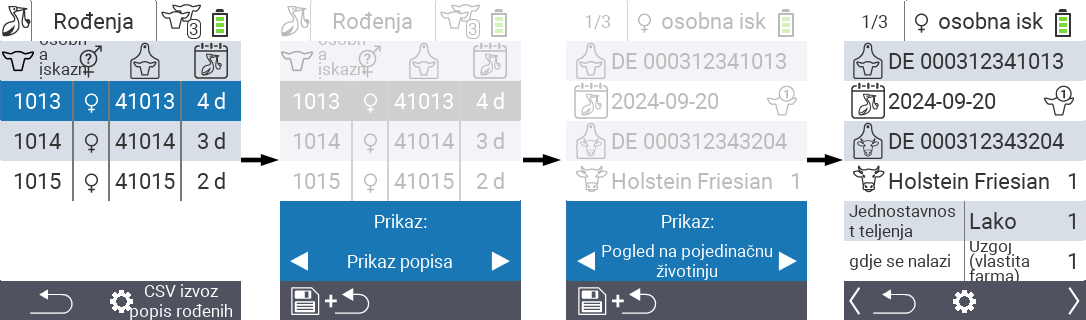 Rođenja
3
osobn
a
iskazni
1013 41013 4 d
1014 41014 3 d
1015 41015 2 d
CSV izvoz
popis rođenih
Rođenja
3
osobn
a
iskazni
1013 41013 4 d
1014 41014 3 d
1015 41015 2 d
Prikaz:
Prikaz popisa
+
1/3 osobna isk
DE 000312341013
2024-09-20 1
DE 000312343204
Holstein Friesian 1
Prikaz:
Pogled na pojedinačnu
životinju
+
1/3 osobna isk
DE 000312341013
2024-09-20 1
DE 000312343204
Holstein Friesian 1
Jednostavnos
t teljenja
Lako 1
gdje se nalazi
Uzgoj
(vlastita
farma)
1